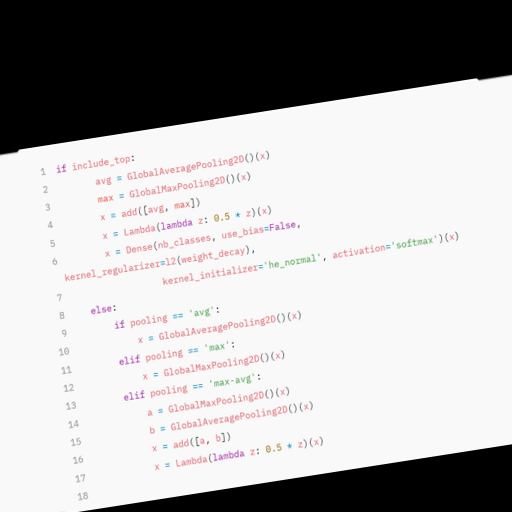 1 if include_top:
2 avg = GlobalAveragePooling2D()(x)
3 max = GlobalMaxPooling2D()(x)
4 x = add([avg, max])
5 x = Lambda(lambda z: 0.5 * z)(x)
6 x = Dense(nb_classes, use_bias=False,
kernel_regularizer=l2(weight_decay),
7 kernel_initializer='he_normal', activation='softmax')(x)
8 else:
9 if pooling == 'avg':
10 x = GlobalAveragePooling2D()(x)
11 elif pooling == 'max':
12 x = GlobalMaxPooling2D()(x)
13 elif pooling == 'max-avg':
14 a = GlobalMaxPooling2D()(x)
15 b = GlobalAveragePooling2D()(x)
16 x = add([a, b])
17 x = Lambda(lambda z: 0.5 * z)(x)
18